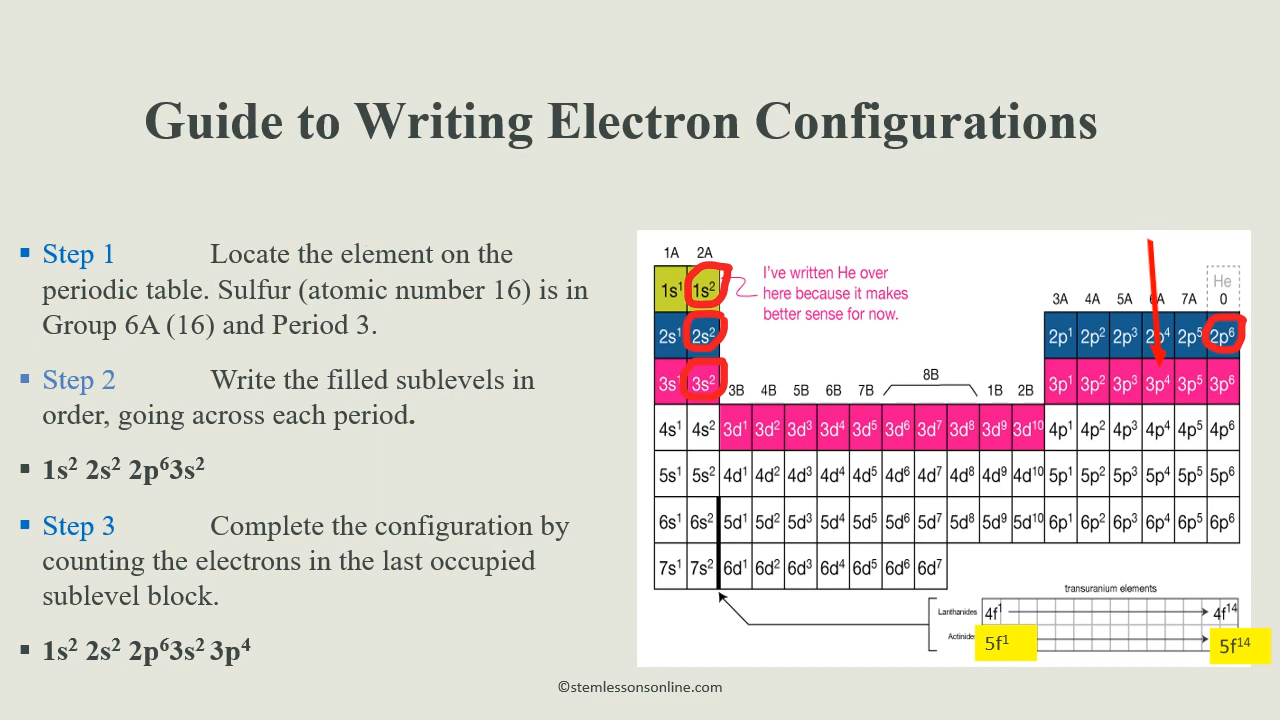 Guide to Writing Electron Configurations
▪ Step 1 Locate the element on the
periodic table. Sulfur (atomic number 16) is in
Group 6A (16) and Period 3.
▪ Step 2 Write the filled sublevels in
order, going across each period.
▪ 1s² 2s² 2p⁶3s²
▪ Step 3 Complete the configuration by
counting the electrons in the last occupied
sublevel block.
▪ 1s² 2s² 2p⁶3s² 3p⁴
1A 2A
1s¹ 1s²
I've written He over
here because it makes
better sense for now.
He
3A 4A 5A 6A 7A 0
2s¹ 2s² 2p¹ 2p² 2p³ 2p⁴ 2p⁵ 2p⁶
3s¹ 3s² 3p¹ 3p² 3p³ 3p⁴ 3p⁵ 3p⁶
3B 4B 5B 6B 7B 8B 1B 2B
4s¹ 4s² 3d¹ 3d² 3d³ 3d⁴ 3d⁵ 3d⁶ 3d⁷ 3d⁸ 3d⁹ 3d¹⁰ 4p¹ 4p² 4p³ 4p⁴ 4p⁵ 4p⁶
5s¹ 5s² 4d¹ 4d² 4d³ 4d⁴ 4d⁵ 4d⁶ 4d⁷ 4d⁸ 4d⁹ 4d¹⁰ 5p¹ 5p² 5p³ 5p⁴ 5p⁵ 5p⁶
6s¹ 6s² 5d¹ 5d² 5d³ 5d⁴ 5d⁵ 5d⁶ 5d⁷ 5d⁸ 5d⁹ 5d¹⁰ 6p¹ 6p² 6p³ 6p⁴ 6p⁵ 6p⁶
7s¹ 7s² 6d¹ 6d² 6d³ 6d⁴ 6d⁵ 6d⁶ 6d⁷
transuranium elements
Lanthanides 4f¹ 4f¹⁴
Actinides 5f¹ 5f¹⁴
©stemlessonsonline.com